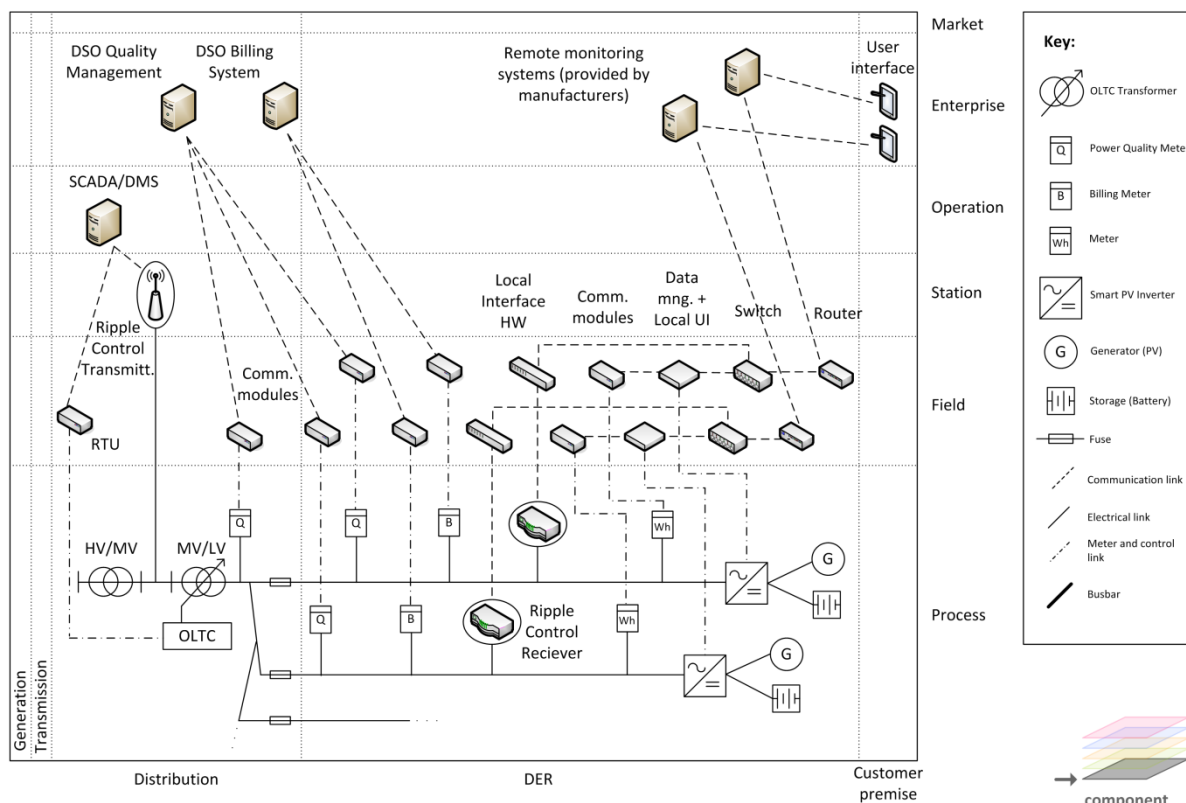 Market
DSO Quality
Management
DSO Billing
System
Remote monitoring
systems (provided by
manufacturers)
User
interface
Enterprise
SCADA/DMS
Operation
Local
Interface
HW
Comm.
modules
Data
mng. +
Local UI
Switch
Router
Station
Ripple
Control
Transmitt.
Comm.
modules
RTU
Field
Q
Q
B
Wh
HV/MV
MV/LV
G
OLTC
Q
B
Ripple
Control
Reciever
Wh
G
Process
Generation
Transmission
. . .
Distribution
DER
Customer
premise
Key:
OLTC Transformer
Q
Power Quality Mete
B
Billing Meter
Wh
Meter
Smart PV Inverter
G
Generator (PV)
Storage (Battery)
Fuse
Communication link
Electrical link
Meter and control
link
Busbar
component